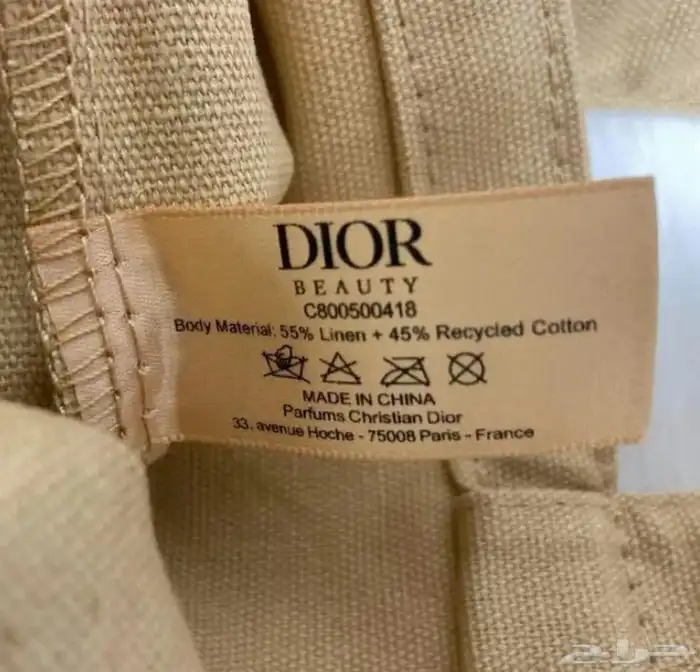 DIOR
BEAUTY
C800500418
Body Material: 55% Linen + 45% Recycled Cotton
MADE IN CHINA
Parfums Christian Dior
33, avenue Hoche - 75008 Paris - France
حراج